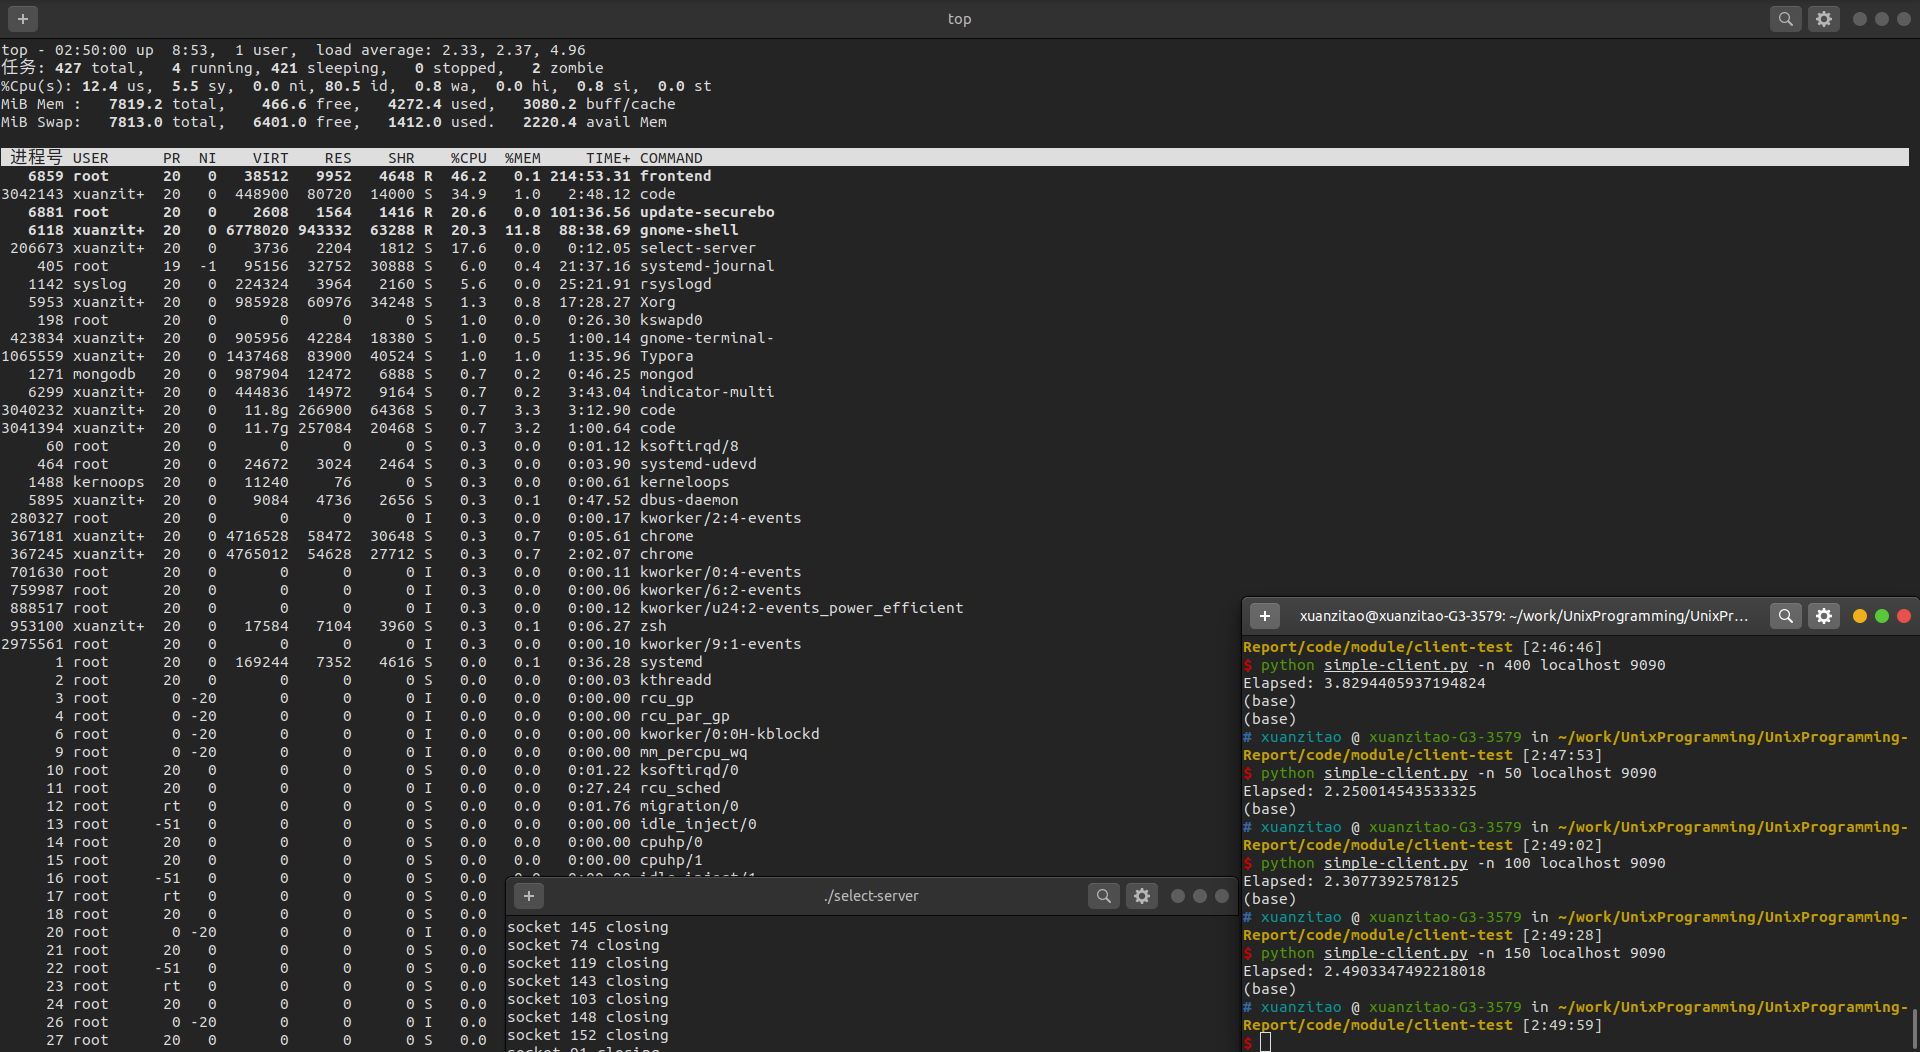 top
top - 02:50:00 up  8:53,  1 user,  load average: 2.33, 2.37, 4.96
任务: 427 total,   4 running, 421 sleeping,   0 stopped,   2 zombie
%Cpu(s): 12.4 us,  5.5 sy,  0.0 ni, 80.5 id,  0.8 wa,  0.0 hi,  0.8 si,  0.0 st
MiB Mem :   7819.2 total,    466.6 free,   4272.4 used,   3080.2 buff/cache
MiB Swap:   7813.0 total,   6401.0 free,   1412.0 used.   2220.4 avail Mem
进程号 USER      PR  NI    VIRT    RES    SHR    %CPU  %MEM     TIME+ COMMAND
6859 root      20   0   38512   9952   4648 R  46.2   0.1 214:53.31 frontend
3042143 xuanzit+  20   0  448900  80720  14000 S  34.9   1.0   2:48.12 code
6881 root      20   0    2608   1564   1416 R  20.6   0.0 101:36.56 update-securebo
6118 xuanzit+  20   0 6778020 943332  63288 R  20.3  11.8  88:38.69 gnome-shell
206673 xuanzit+  20   0    3736   2204   1812 S  17.6   0.0   0:12.05 select-server
405 root      19  -1   95156  32752  30888 S   6.0   0.4  21:37.16 systemd-journal
1142 syslog    20   0  224324   3964   2160 S   5.6   0.0  25:21.91 rsyslogd
5953 xuanzit+  20   0  985928  60976  34248 S   1.3   0.8  17:28.27 Xorg
198 root      20   0       0      0      0 S   1.0   0.0   0:26.30 kswapd0
423834 xuanzit+  20   0  905956  42284  18380 S   1.0   0.5   1:00.14 gnome-terminal-
1065559 xuanzit+  20   0 1437468  83900  40524 S   1.0   1.0   1:35.96 Typora
1271 mongodb   20   0  987904  12472   6888 S   0.7   0.2   0:46.25 mongod
6299 xuanzit+  20   0  444836  14972   9164 S   0.7   0.2   3:43.04 indicator-multi
3040232 xuanzit+  20   0   11.8g 266900  64368 S   0.7   3.3   3:12.90 code
3041394 xuanzit+  20   0   11.7g 257084  20468 S   0.7   3.2   1:00.64 code
60 root      20   0       0      0      0 S   0.3   0.0   0:01.12 ksoftirqd/8
464 root      20   0   24672   3024   2464 S   0.3   0.0   0:03.90 systemd-udevd
1488 kernoops  20   0   11240     76      0 S   0.3   0.0   0:00.61 kerneloops
5895 xuanzit+  20   0    9084   4736   2656 S   0.3   0.1   0:47.52 dbus-daemon
280327 root      20   0       0      0      0 I   0.3   0.0   0:00.17 kworker/2:4-events
367181 xuanzit+  20   0 4716528  58472  30648 S   0.3   0.7   0:05.61 chrome
367245 xuanzit+  20   0 4765012  54628  27712 S   0.3   0.7   2:02.07 chrome
701630 root      20   0       0      0      0 I   0.3   0.0   0:00.11 kworker/0:4-events
759987 root      20   0       0      0      0 I   0.3   0.0   0:00.06 kworker/6:2-events
888517 root      20   0       0      0      0 I   0.3   0.0   0:00.12 kworker/u24:2-events_power_efficient
953100 xuanzit+  20   0   17584   7104   3960 S   0.3   0.1   0:06.27 zsh
2975561 root      20   0       0      0      0 I   0.3   0.0   0:00.10 kworker/9:1-events
1 root      20   0  169244   7352   4616 S   0.0   0.1   0:36.28 systemd
2 root      20   0       0      0      0 S   0.0   0.0   0:00.03 kthreadd
3 root       0 -20       0      0      0 I   0.0   0.0   0:00.00 rcu_gp
4 root       0 -20       0      0      0 I   0.0   0.0   0:00.00 rcu_par_gp
6 root       0 -20       0      0      0 I   0.0   0.0   0:00.00 kworker/0:0H-kblockd
9 root       0 -20       0      0      0 I   0.0   0.0   0:00.00 mm_percpu_wq
10 root      20   0       0      0      0 S   0.0   0.0   0:01.22 ksoftirqd/0
11 root      20   0       0      0      0 I   0.0   0.0   0:27.24 rcu_sched
12 root      rt   0       0      0      0 S   0.0   0.0   0:01.76 migration/0
13 root     -51   0       0      0      0 S   0.0   0.0   0:00.00 idle_inject/0
14 root      20   0       0      0      0 S   0.0   0.0   0:00.00 cpuhp/0
15 root      20   0       0      0      0 S   0.0   0.0   0:00.00 cpuhp/1
16 root     -51   0       0      0      0 S   0.0
17 root      rt   0       0      0      0 S   0.0
18 root      20   0       0      0      0 S   0.0
20 root       0 -20       0      0      0 I   0.0
21 root      20   0       0      0      0 S   0.0
22 root     -51   0       0      0      0 S   0.0
23 root      rt   0       0      0      0 S   0.0
24 root      20   0       0      0      0 S   0.0
26 root       0 -20       0      0      0 I   0.0
27 root      20   0       0      0      0 S   0.0
./select-server
socket 145 closing
socket 74 closing
socket 119 closing
socket 143 closing
socket 103 closing
socket 148 closing
socket 152 closing
xuanzitao@xuanzitao-G3-3579: ~/work/UnixProgramming/UnixPr...
Report/code/module/client-test [2:46:46]
$ python simple-client.py -n 400 localhost 9090
Elapsed: 3.8294405937194824
(base)
(base)
# xuanzitao @ xuanzitao-G3-3579 in ~/work/UnixProgramming/UnixProgramming-
Report/code/module/client-test [2:47:53]
$ python simple-client.py -n 50 localhost 9090
Elapsed: 2.250014543533325
(base)
# xuanzitao @ xuanzitao-G3-3579 in ~/work/UnixProgramming/UnixProgramming-
Report/code/module/client-test [2:49:02]
$ python simple-client.py -n 100 localhost 9090
Elapsed: 2.3077392578125
(base)
# xuanzitao @ xuanzitao-G3-3579 in ~/work/UnixProgramming/UnixProgramming-
Report/code/module/client-test [2:49:28]
$ python simple-client.py -n 150 localhost 9090
Elapsed: 2.4903347492218018
(base)
# xuanzitao @ xuanzitao-G3-3579 in ~/work/UnixProgramming/UnixProgramming-
Report/code/module/client-test [2:49:59]
$